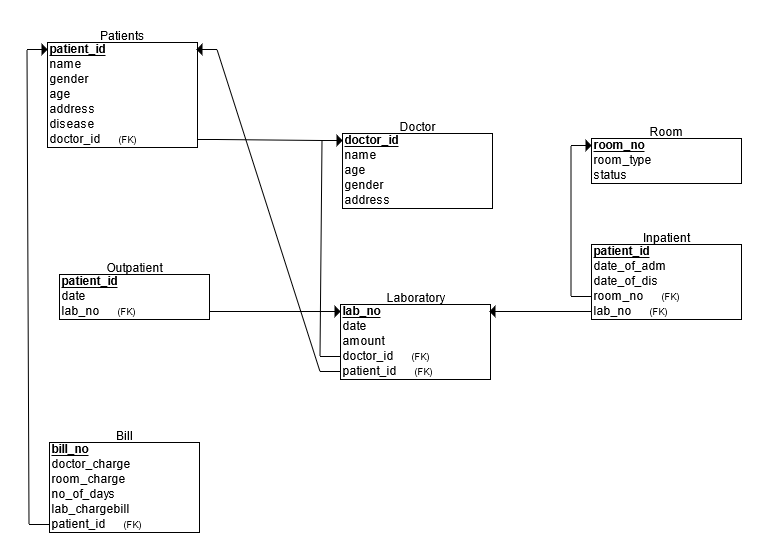 Patients
patient_id
name
gender
age
address
disease
doctor_id (FK)
Doctor
doctor_id
name
age
gender
address
Room
room_no
room_type
status
Inpatient
patient_id
date_of_adm
date_of_dis
room_no (FK)
lab_no (FK)
Outpatient
patient_id
date
lab_no (FK)
Laboratory
lab_no
date
amount
doctor_id (FK)
patient_id (FK)
Bill
bill_no
doctor_charge
room_charge
no_of_days
lab_chargebill
patient_id (FK)